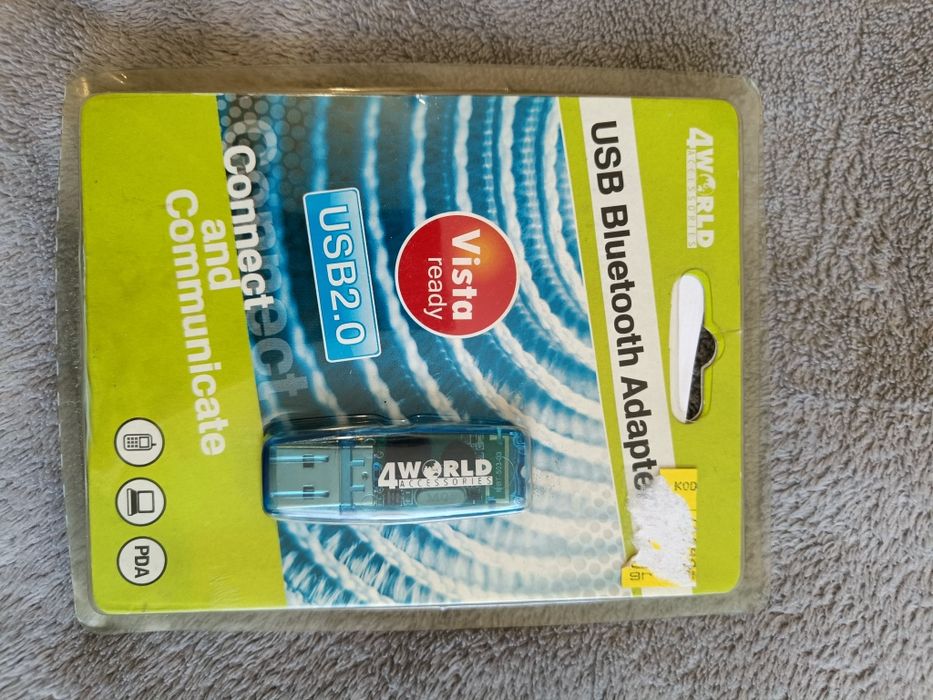 4WORLD
ACCESSORIES
USB Bluetooth Adapte
KOD
Vista
ready
USB2.0
Connect
Connect
and
Communicate
4WORLD
ACCESSORIES
PDA